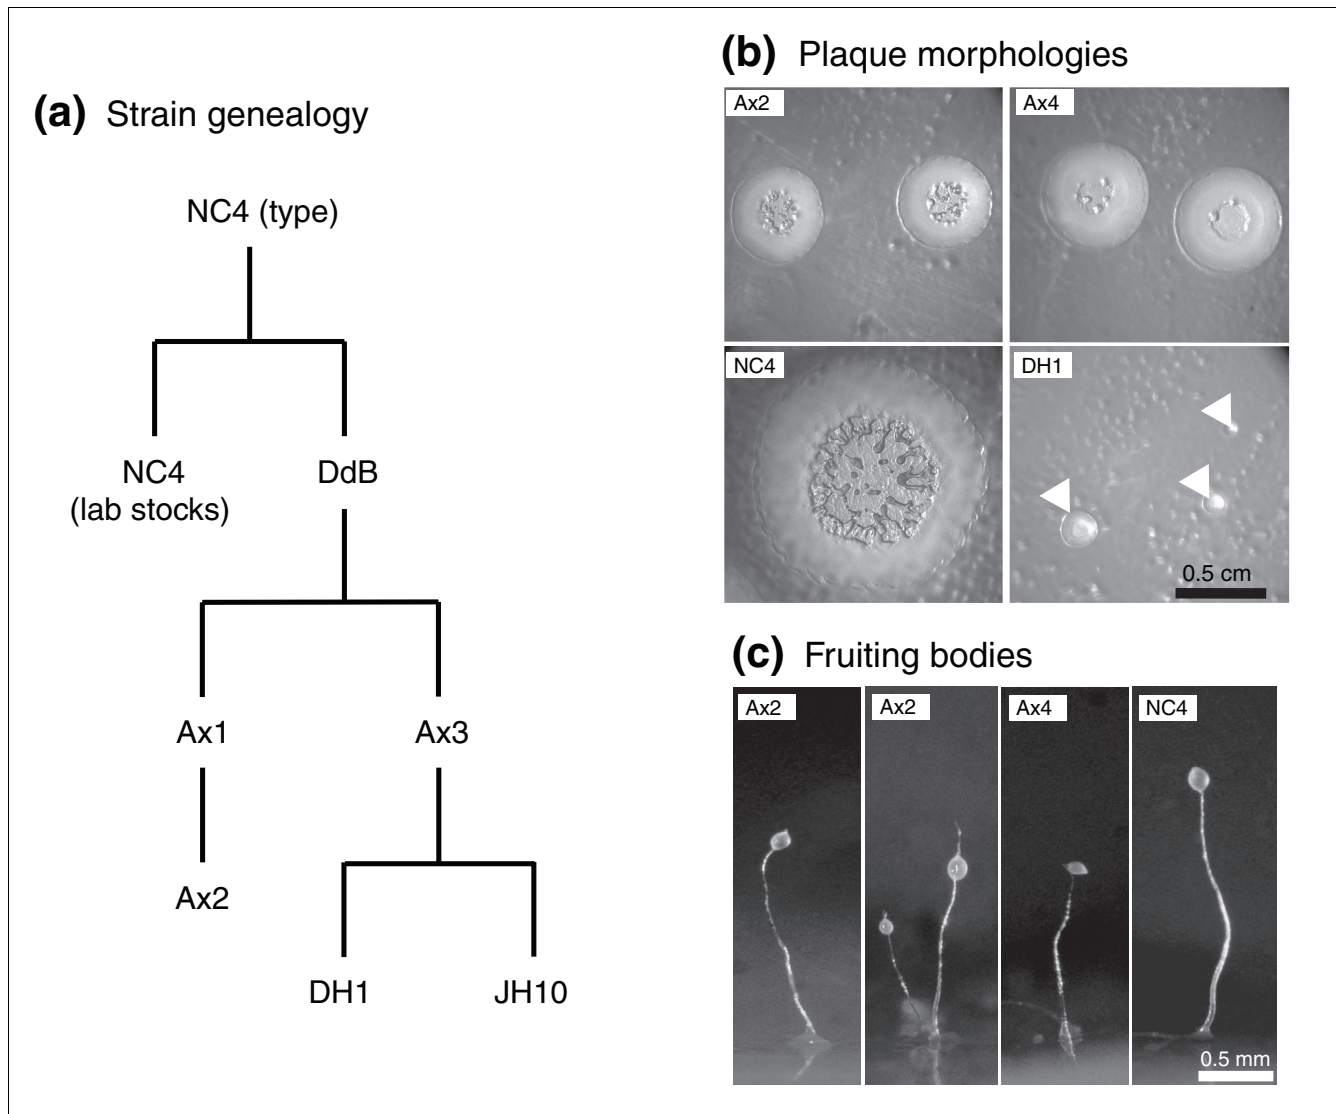 (a) Strain genealogy
NC4 (type)
NC4
(lab stocks)
DdB
Ax1
Ax3
Ax2
DH1
JH10
(b) Plaque morphologies
Ax2
Ax4
NC4
DH1
0.5 cm
(c) Fruiting bodies
Ax2
Ax2
Ax4
NC4
0.5 mm